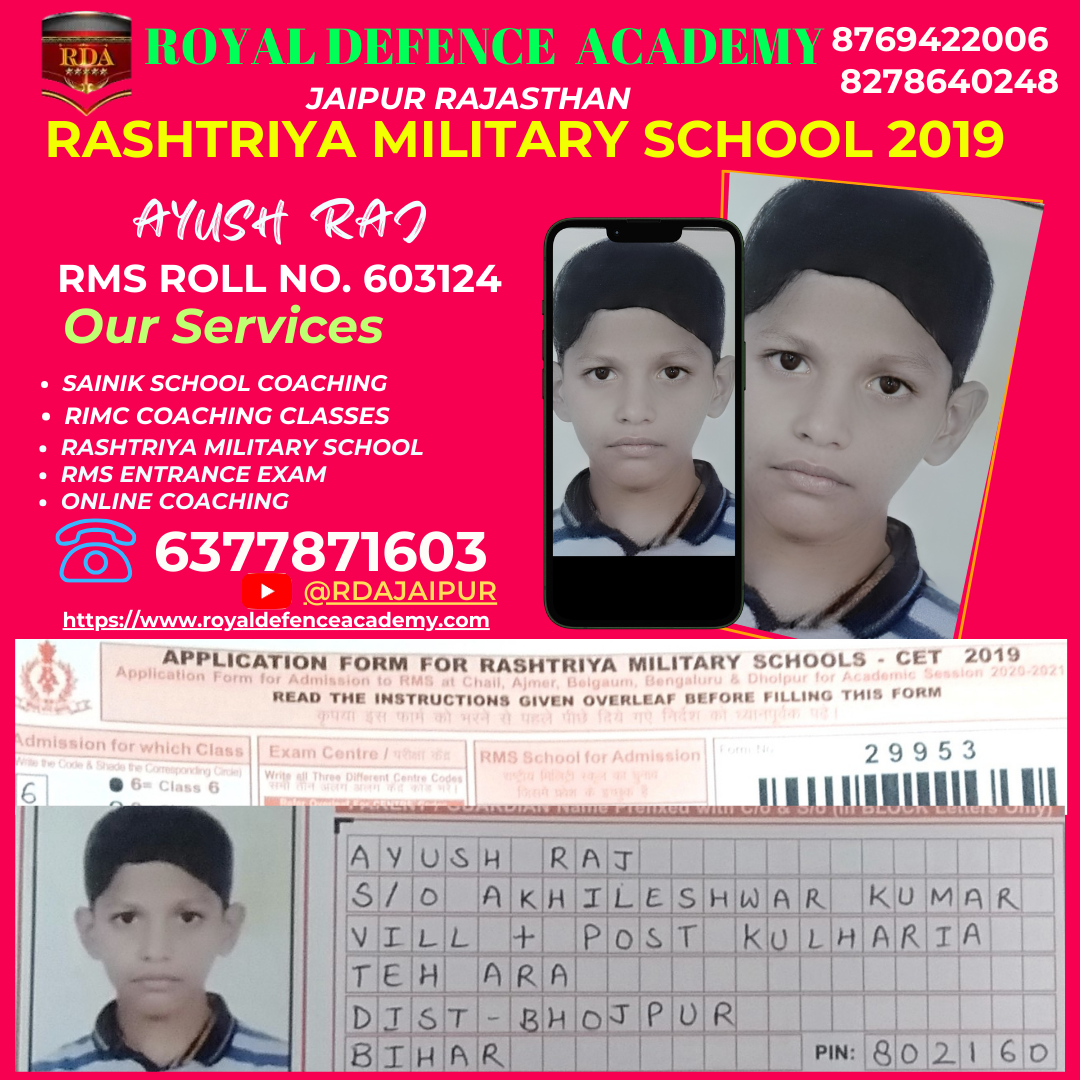 RDA
ROYAL DEFENCE ACADEMY
8769422006
8278640248
JAIPUR RAJASTHAN
RASHTRIYA MILITARY SCHOOL 2019
AYUSH RAJ
RMS ROLL NO. 603124
Our Services
SAINIK SCHOOL COACHING
RIMC COACHING CLASSES
RASHTRIYA MILITARY SCHOOL
RMS ENTRANCE EXAM
ONLINE COACHING
6377871603
@RDAJAIPUR
https://www.royaldefenceacademy.com
APPLICATION FORM FOR RASHTRIYA MILITARY SCHOOLS - CET 2019
Application Form for Admission to RMS at Chail, Ajmer, Belgaum, Bengaluru & Dholpur for Academic Session 2020-2021
READ THE INSTRUCTIONS GIVEN OVERLEAF BEFORE FILLING THIS FORM
कृपया इस फार्म को भरने से पहले पीछे दिये गए निर्देश को ध्यानपूर्वक पढ़ें।
Admission for which Class
Write the Code & Shade the Corresponding Circle)
6
6= Class 6
Exam Centre / परीक्षा केंद्र
Write all Three Different Centre Codes
RMS School for Admission
Form No.
29953
GUARDIAN Name Prefixed with C/o & S/o (in BLOCK Letters Only)
AYUSH RAJ
S/O AKHILESHWAR KUMAR
VILL + POST KULHARIA
TEH ARA
DIST-BHOJPUR
BIHAR PIN: 802160